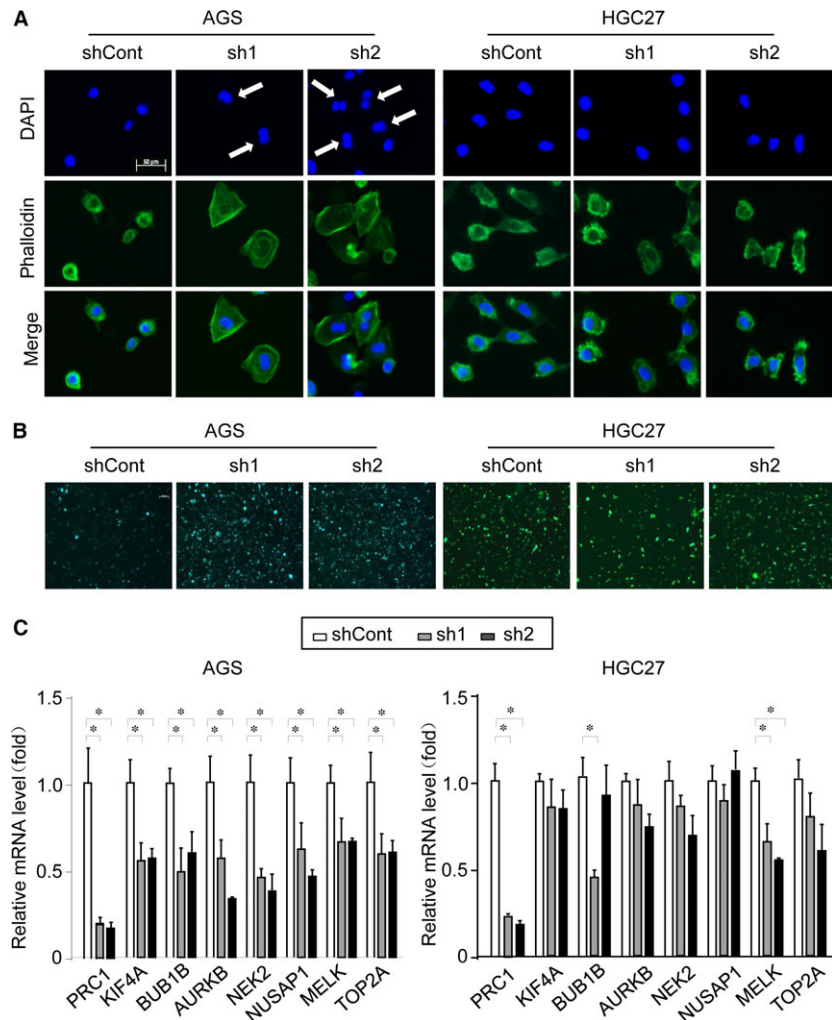 A
AGS
HGC27
shCont sh1 sh2 shCont sh1 sh2
DAPI
50 µm
Phalloidin
Merge
B
AGS
HGC27
shCont sh1 sh2 shCont sh1 sh2
C
shCont sh1 sh2
AGS
Relative mRNA level (fold)
1.5
1.0
0.5
0
* * * * * * * *
* * * * * * * *
PRC1 KIF4A BUB1B AURKB NEK2 NUSAP1 MELK TOP2A
HGC27
Relative mRNA level (fold)
1.5
1.0
0.5
0
* * *
* *
PRC1 KIF4A BUB1B AURKB NEK2 NUSAP1 MELK TOP2A